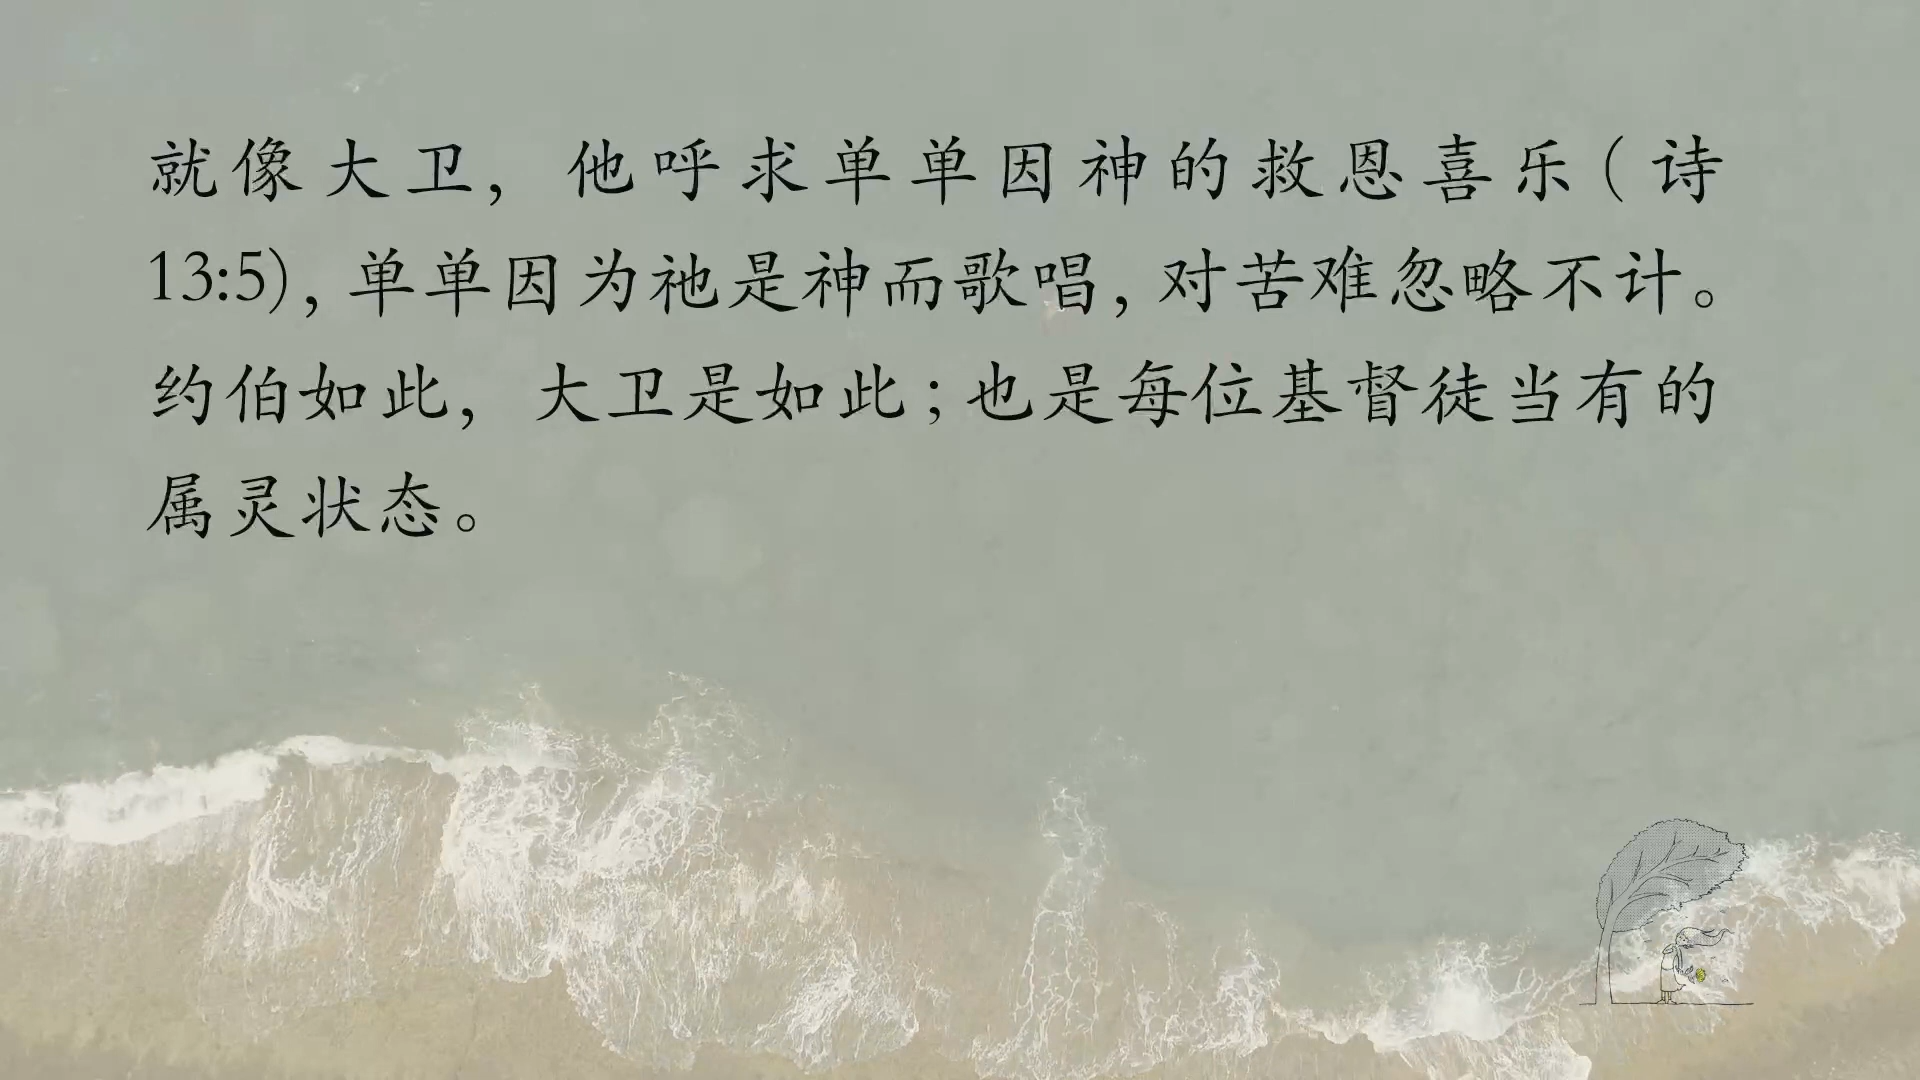 就像大卫，他呼求单单因神的救恩喜乐（诗
13:5)，单单因为祂是神而歌唱，对苦难忽略不计。
约伯如此，大卫是如此；也是每位基督徒当有的
属灵状态。